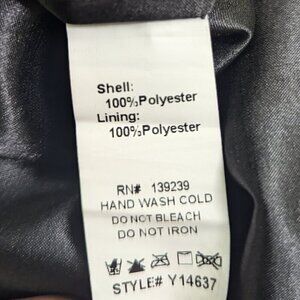 Shell:
100%Polyester
Lining:
100%Polyester
RN# 139239
HAND WASH COLD
DO NOT BLEACH
DO NOT IRON
STYLE# Y14637